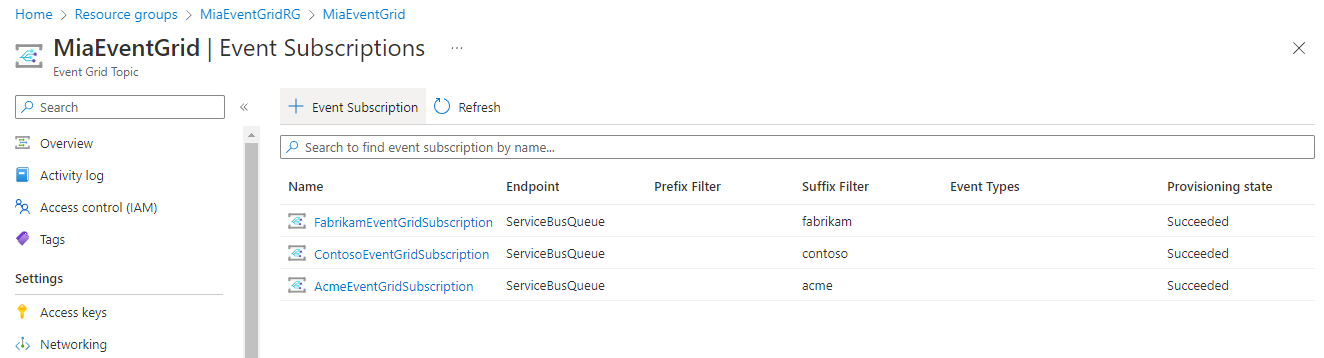 Home > Resource groups > MiaEventGridRG > MiaEventGrid
MiaEventGrid | Event Subscriptions ...
Event Grid Topic
Search «
Overview
Activity log
Access control (IAM)
Tags
Settings
Access keys
Networking
+ Event Subscription Refresh
Search to find event subscription by name...
Name Endpoint Prefix Filter Suffix Filter Event Types Provisioning state
FabrikamEventGridSubscription ServiceBusQueue fabrikam Succeeded
ContosoEventGridSubscription ServiceBusQueue contoso Succeeded
AcmeEventGridSubscription ServiceBusQueue acme Succeeded